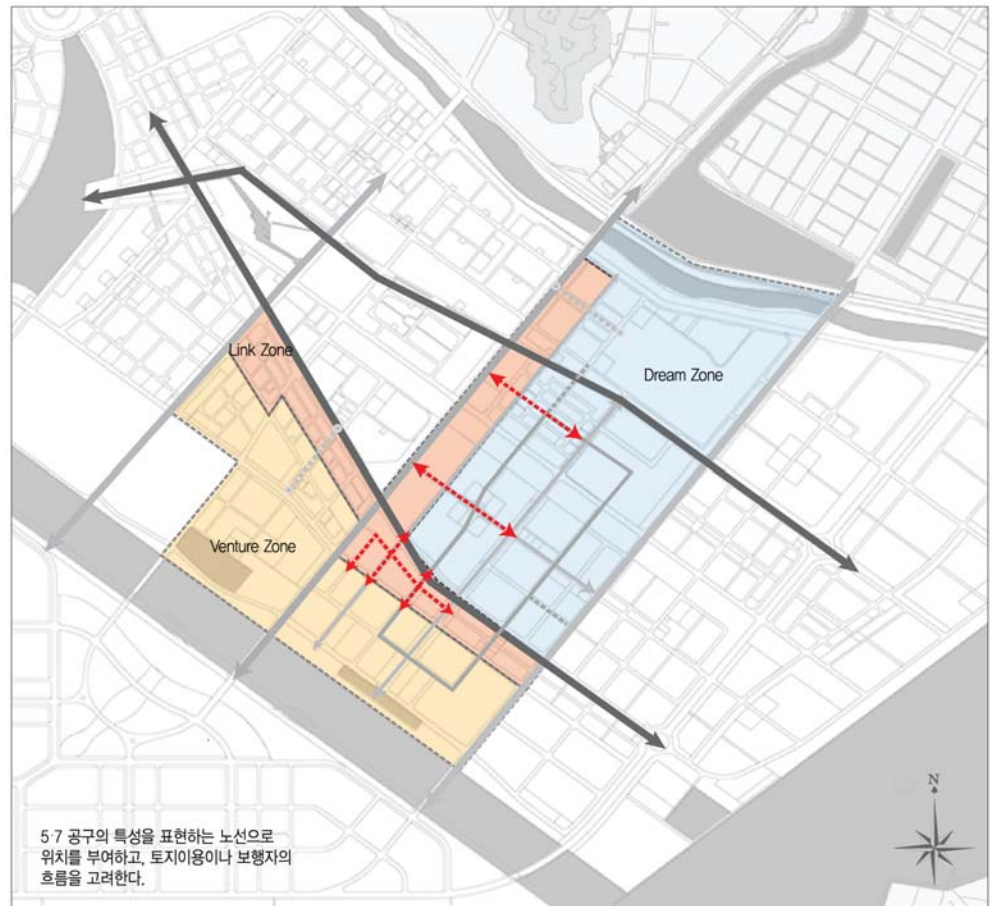 Link Zone
Dream Zone
Venture Zone
N
5·7 공구의 특성을 표현하는 노선으로
위치를 부여하고, 토지이용이나 보행자의
흐름을 고려한다.